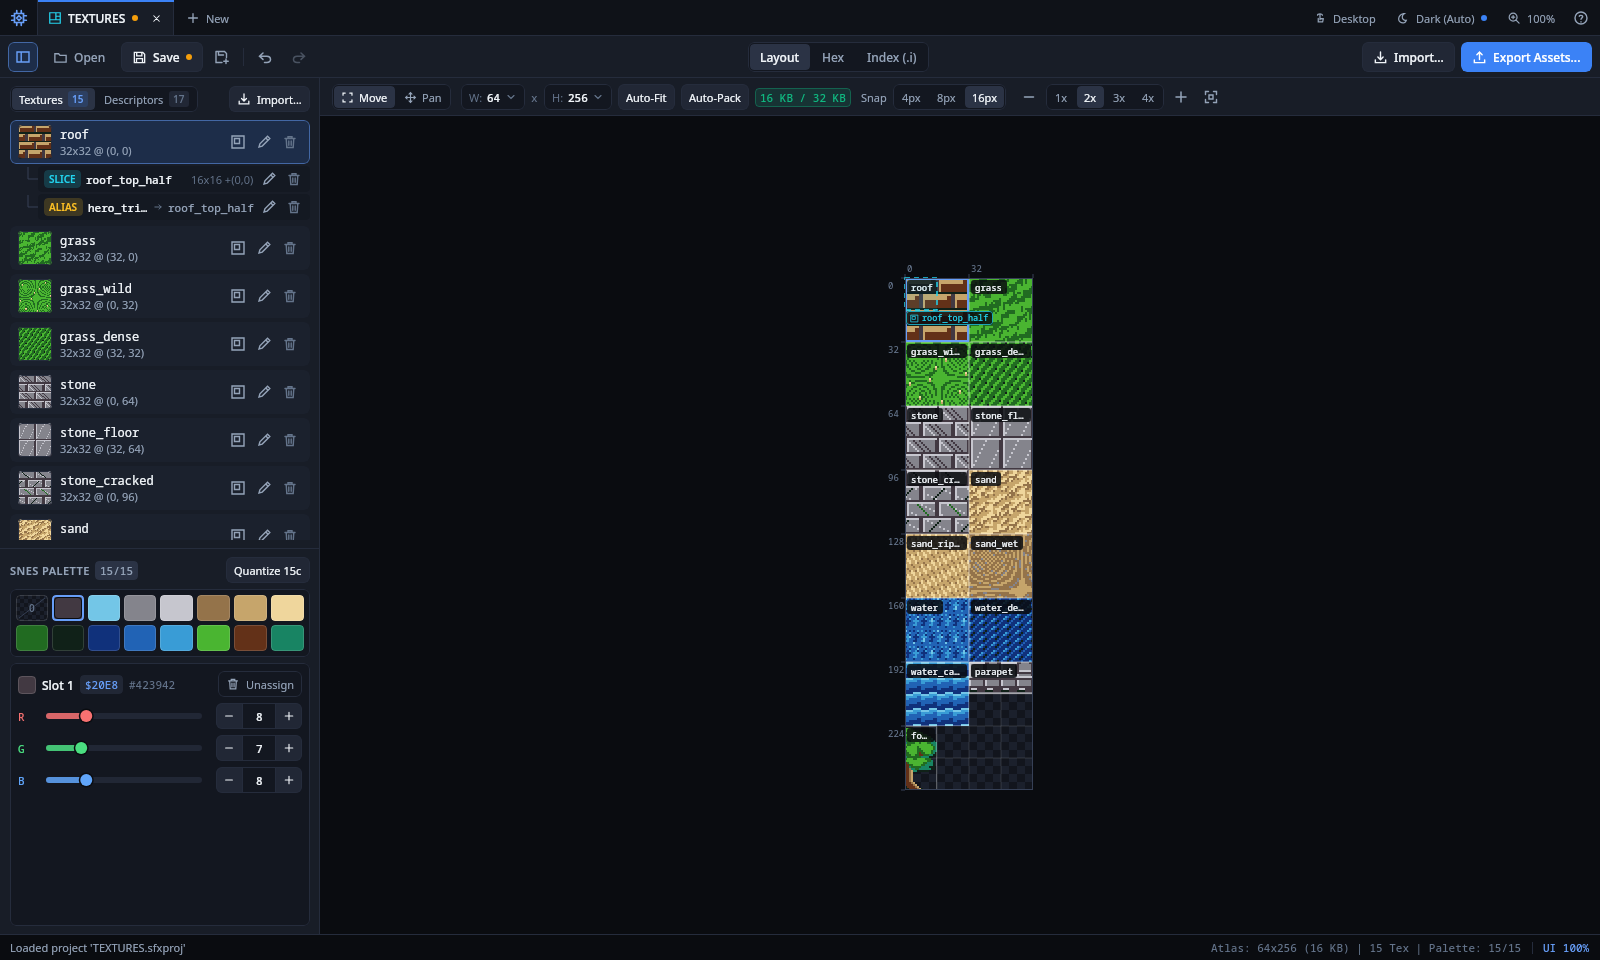 TEXTURES
New
Desktop
Dark (Auto)
100%
Open
Save
Layout
Hex
Index (.i)
Import...
Export Assets...
Textures 15
Descriptors 17
Import...
Move
Pan
W: 64
x
H: 256
Auto-Fit
Auto-Pack
16 KB / 32 KB
Snap
4px
8px
16px
1x
2x
3x
4x
roof
32x32 @ (0, 0)
SLICE roof_top_half 16x16 +(0,0)
ALIAS hero_tri... → roof_top_half
grass
32x32 @ (32, 0)
grass_wild
32x32 @ (0, 32)
grass_dense
32x32 @ (32, 32)
stone
32x32 @ (0, 64)
stone_floor
32x32 @ (32, 64)
stone_cracked
32x32 @ (0, 96)
sand
SNES PALETTE 15/15
Quantize 15c
0
Slot 1 $20E8 #423942
Unassign
R 8
G 7
B 8
0 32
0 roof grass
roof_top_half
32 grass_wi... grass_de...
64 stone stone_fl...
96 stone_cr... sand
128 sand_rip... sand_wet
160 water water_de...
192 water_ca... parapet
224 fo...
Loaded project 'TEXTURES.sfxproj'
Atlas: 64x256 (16 KB) | 15 Tex | Palette: 15/15
UI 100%